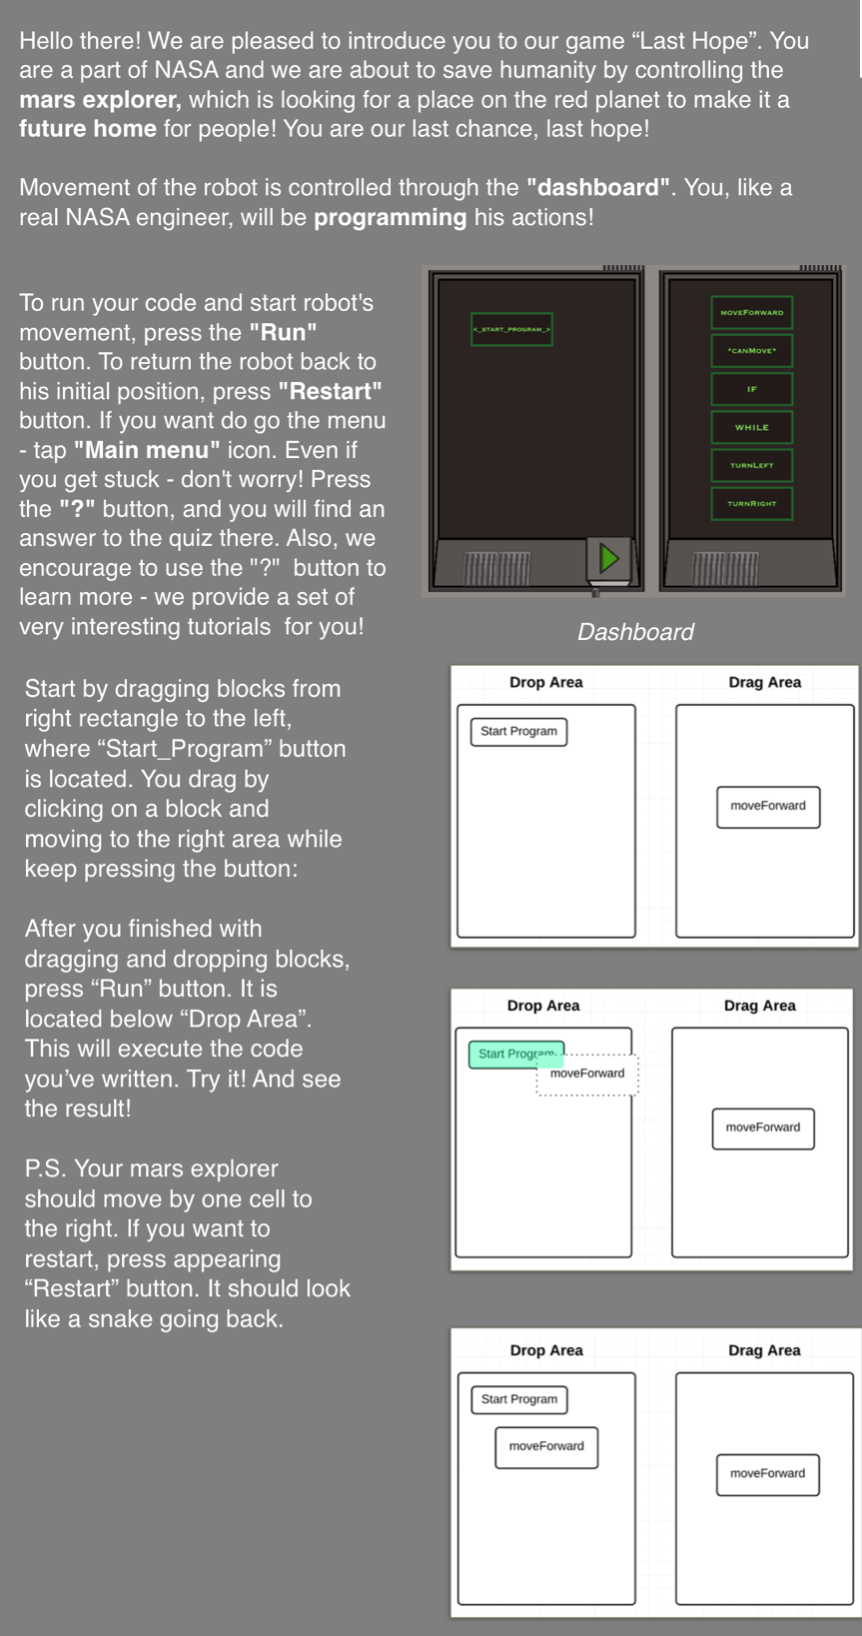 Hello there! We are pleased to introduce you to our game “Last Hope”. You
are a part of NASA and we are about to save humanity by controlling the
mars explorer, which is looking for a place on the red planet to make it a
future home for people! You are our last chance, last hope!
Movement of the robot is controlled through the "dashboard". You, like a
real NASA engineer, will be programming his actions!
To run your code and start robot's
movement, press the "Run"
button. To return the robot back to
his initial position, press "Restart"
button. If you want do go the menu
- tap "Main menu" icon. Even if
you get stuck - don't worry! Press
the "?" button, and you will find an
answer to the quiz there. Also, we
encourage to use the "?"  button to
learn more - we provide a set of
very interesting tutorials  for you!
<_START_PROGRAM_>
MOVEFORWARD
*CANMOVE*
IF
WHILE
TURNLEFT
TURNRIGHT
Dashboard
Start by dragging blocks from
right rectangle to the left,
where “Start_Program” button
is located. You drag by
clicking on a block and
moving to the right area while
keep pressing the button:
Drop Area
Drag Area
Start Program
moveForward
After you finished with
dragging and dropping blocks,
press “Run” button. It is
located below “Drop Area”.
This will execute the code
you’ve written. Try it! And see
the result!
Drop Area
Drag Area
Start Program
moveForward
moveForward
P.S. Your mars explorer
should move by one cell to
the right. If you want to
restart, press appearing
“Restart” button. It should look
like a snake going back.
Drop Area
Drag Area
Start Program
moveForward
moveForward